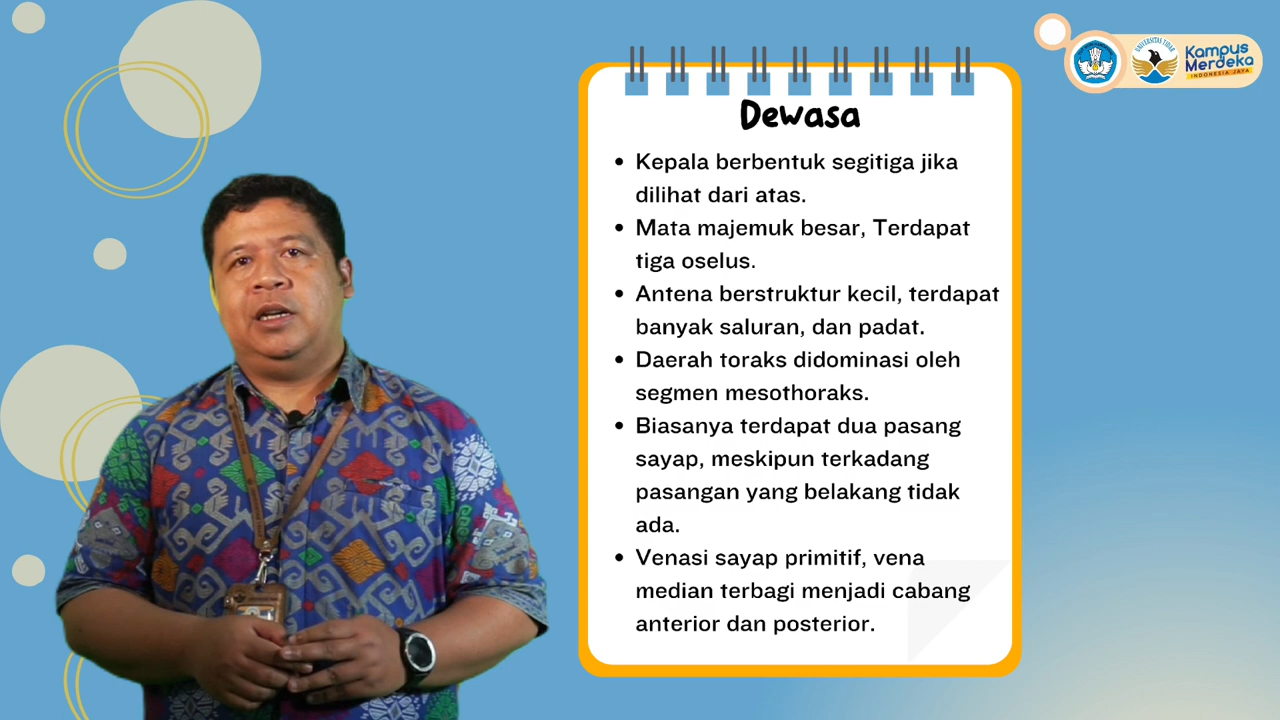 UNIVERSITAS TIDAR
Kampus
Merdeka
INDONESIA JAYA
Dewasa
• Kepala berbentuk segitiga jika
dilihat dari atas.
• Mata majemuk besar, Terdapat
tiga oselus.
• Antena berstruktur kecil, terdapat
banyak saluran, dan padat.
• Daerah toraks didominasi oleh
segmen mesothoraks.
• Biasanya terdapat dua pasang
sayap, meskipun terkadang
pasangan yang belakang tidak
ada.
• Venasi sayap primitif, vena
median terbagi menjadi cabang
anterior dan posterior.